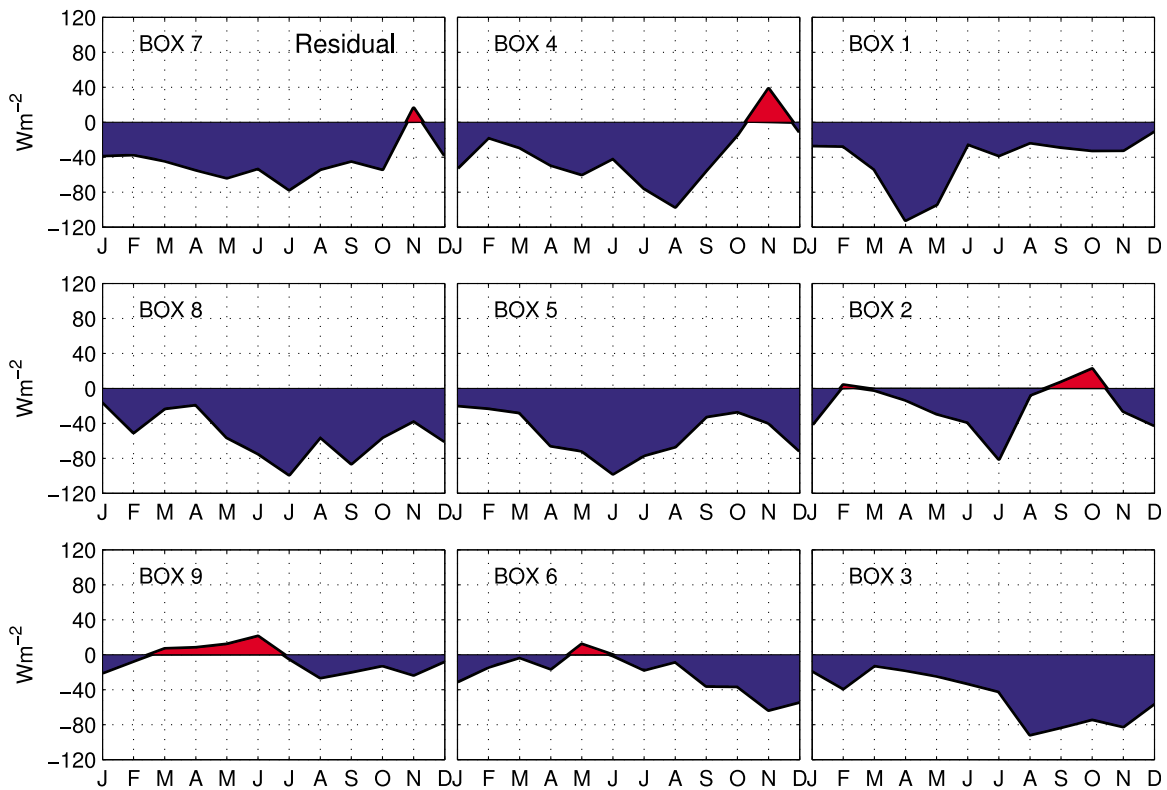 BOX 7 Residual
BOX 4
BOX 1
120
80
40
0
−40
−80
−120
Wm−2
J F M A M J J A S O N D
J F M A M J J A S O N D
J F M A M J J A S O N D
BOX 8
BOX 5
BOX 2
120
80
40
0
−40
−80
−120
Wm−2
J F M A M J J A S O N D
J F M A M J J A S O N D
J F M A M J J A S O N D
BOX 9
BOX 6
BOX 3
120
80
40
0
−40
−80
−120
Wm−2
J F M A M J J A S O N D
J F M A M J J A S O N D
J F M A M J J A S O N D